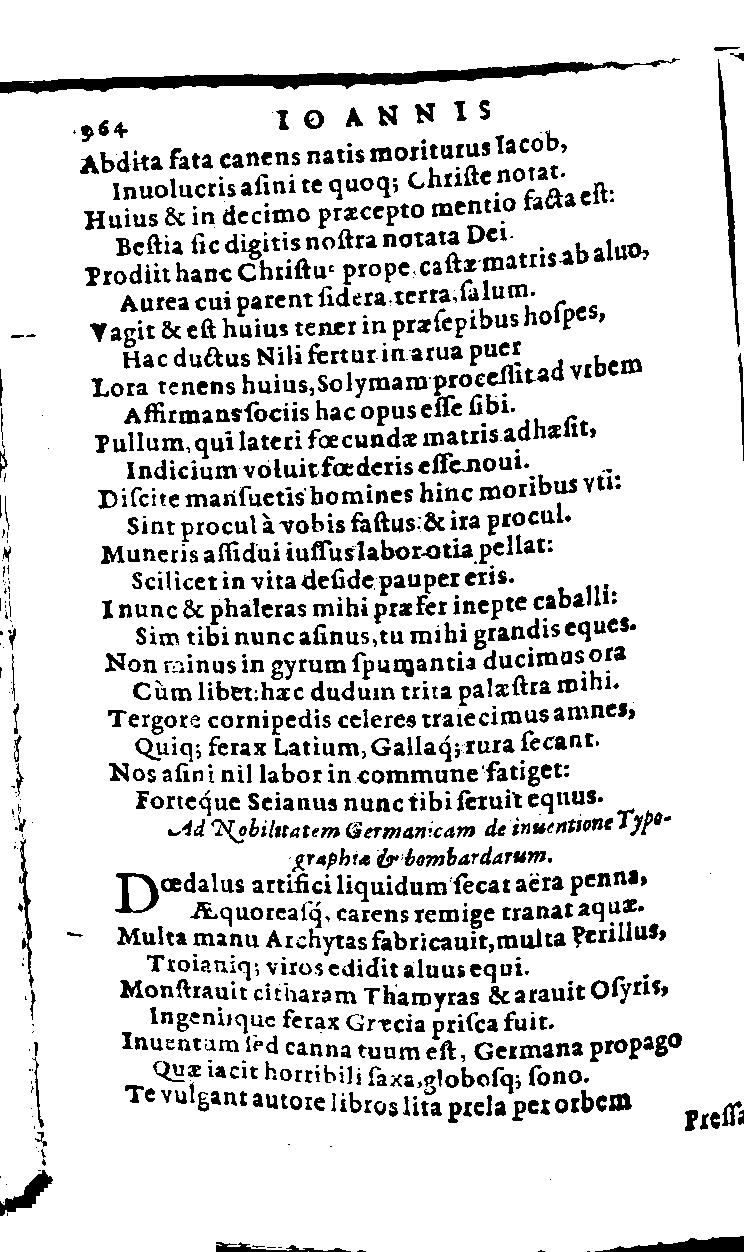 964 IOANNIS
Abdita fata canens natis moriturus Iacob,
Inuolucris asini te quoq; Christe notat.
Huius & in decimo præcepto mentio facta est:
Bestia sic digitis nostra notata Dei.
Prodiit hanc Christus prope castæ matris ab aluo,
Aurea cui parent sidera, terra, salum.
Vagit & est huius tener in præsepibus hospes,
Hac ductus Nili fertur in arua puer
Lora tenens huius, Solymam processit ad vrbem
Affirmans sociis hac opus esse sibi.
Pullum, qui lateri fœcundæ matris adhæsit,
Indicium voluit fœderis esse noui.
Discite mansuetis homines hinc moribus vti:
Sint procul à vobis fastus & ira procul.
Muneris assidui iussus labor otia pellat:
Scilicet in vita deside pauper eris.
I nunc & phaleras mihi præfer inepte caballi:
Sim tibi nunc asinus, tu mihi grandis eques.
Non minus in gyrum spumantia ducimus ora
Cùm libet: hæc dudum trita palæstra mihi.
Tergore cornipedis celeres traiecimus amnes,
Quiq; ferax Latium, Gallaq́; rura secant.
Nos asini nil labor in commune fatiget:
Forteq́ue Seianus nunc tibi seruit equus.
Ad Nobilitatem Germanicam de inuentione Typo-
graphiæ & bombardarum.
Dœdalus artifici liquidum secat aëra penna,
Æquoreasq́, carens remige tranat aquæ.
Multa manu Archytas fabricauit, multa Perillus,
Troianiq; viros edidit aluus equi.
Monstrauit citharam Thamyras & arauit Osyris,
Ingeniisque ferax Græcia prisca fuit.
Inuentum sed canna tuum est, Germana propago
Quæ iacit horribili saxa, globosq; sono.
Te vulgant autore libros lita prela per orbem
Pressa